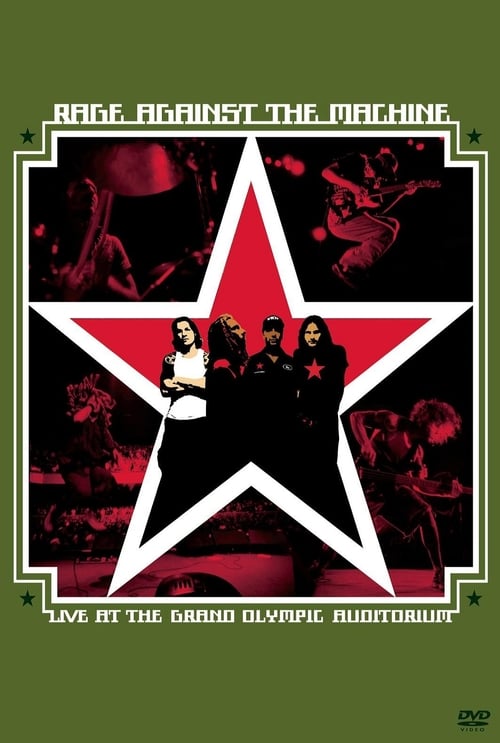 RAGE AGAINST THE MACHINE
LIVE AT THE GRAND OLYMPIC AUDITORIUM
DVD
VIDEO